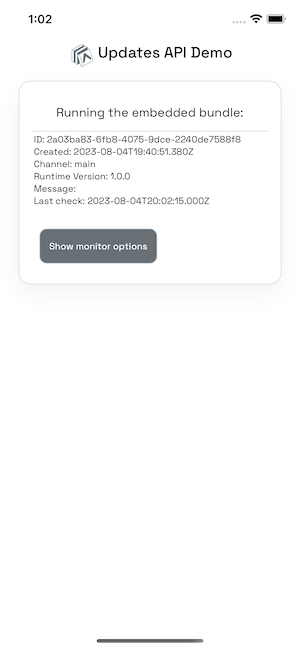 1:02
Updates API Demo
Running the embedded bundle:
ID: 2a03ba83-6fb8-4075-9dce-2240de7588f8
Created: 2023-08-04T19:40:51.380Z
Channel: main
Runtime Version: 1.0.0
Message:
Last check: 2023-08-04T20:02:15.000Z
Show monitor options